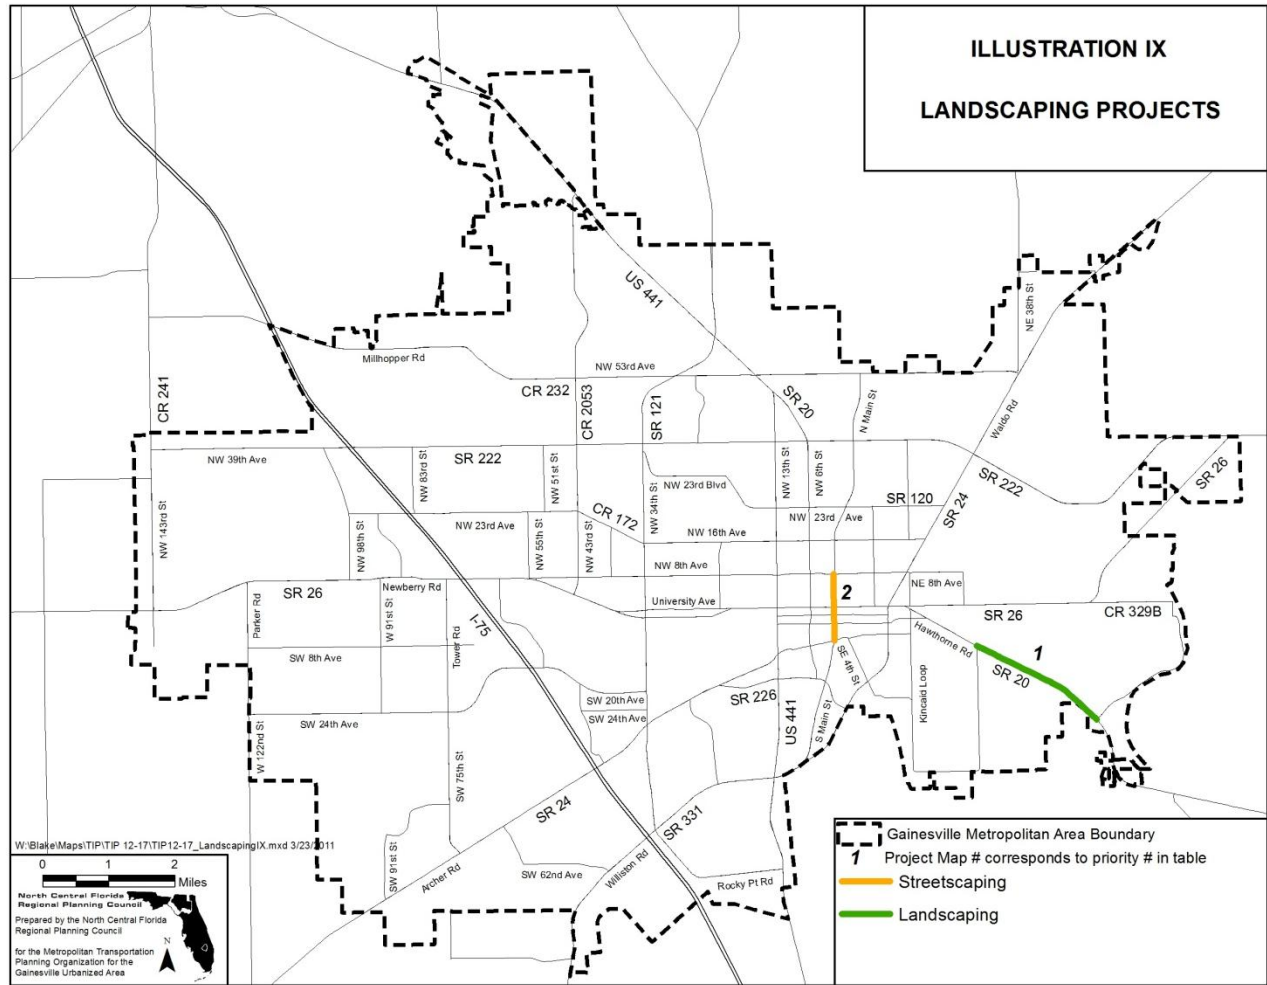 ILLUSTRATION IX
LANDSCAPING PROJECTS
US 441
NE 38th St
Millhopper Rd
NW 53rd Ave
CR 232
CR 241
CR 2053
SR 121
SR 20
N Main St
Waldo Rd
NW 39th Ave
SR 222
NW 83rd St
NW 51st St
NW 13th St
NW 6th St
SR 222
SR 26
NW 34th St
NW 23rd Blvd
SR 120
SR 24
NW 143rd St
NW 98th St
NW 23rd Ave
NW 55th St
NW 43rd St
CR 172
NW 23rd Ave
NW 16th Ave
NW 8th Ave
NE 8th Ave
Newberry Rd
SR 26
2
University Ave
SR 26
CR 329B
Parker Rd
W 91st St
Tower Rd
I-75
Hawthorne Rd
1
SR 20
SW 8th Ave
SE 4th St
Kincaid Loop
SW 20th Ave
SR 226
SW 24th Ave
SW 24th Ave
US 441
S Main St
W 122nd St
SW 75th St
SR 24
SR 331
SW 91st St
Archer Rd
SW 62nd Ave
Williston Rd
Rocky Pt Rd
W:\Blake\Maps\TIP\TIP 12-17\TIP12-17_LandscapingIX.mxd 3/23/2011
0 1 2
Miles
North Central Florida
Regional Planning Council
Prepared by the North Central Florida
Regional Planning Council
N
for the Metropolitan Transportation
Planning Organization for the
Gainesville Urbanized Area
Gainesville Metropolitan Area Boundary
1 Project Map # corresponds to priority # in table
Streetscaping
Landscaping